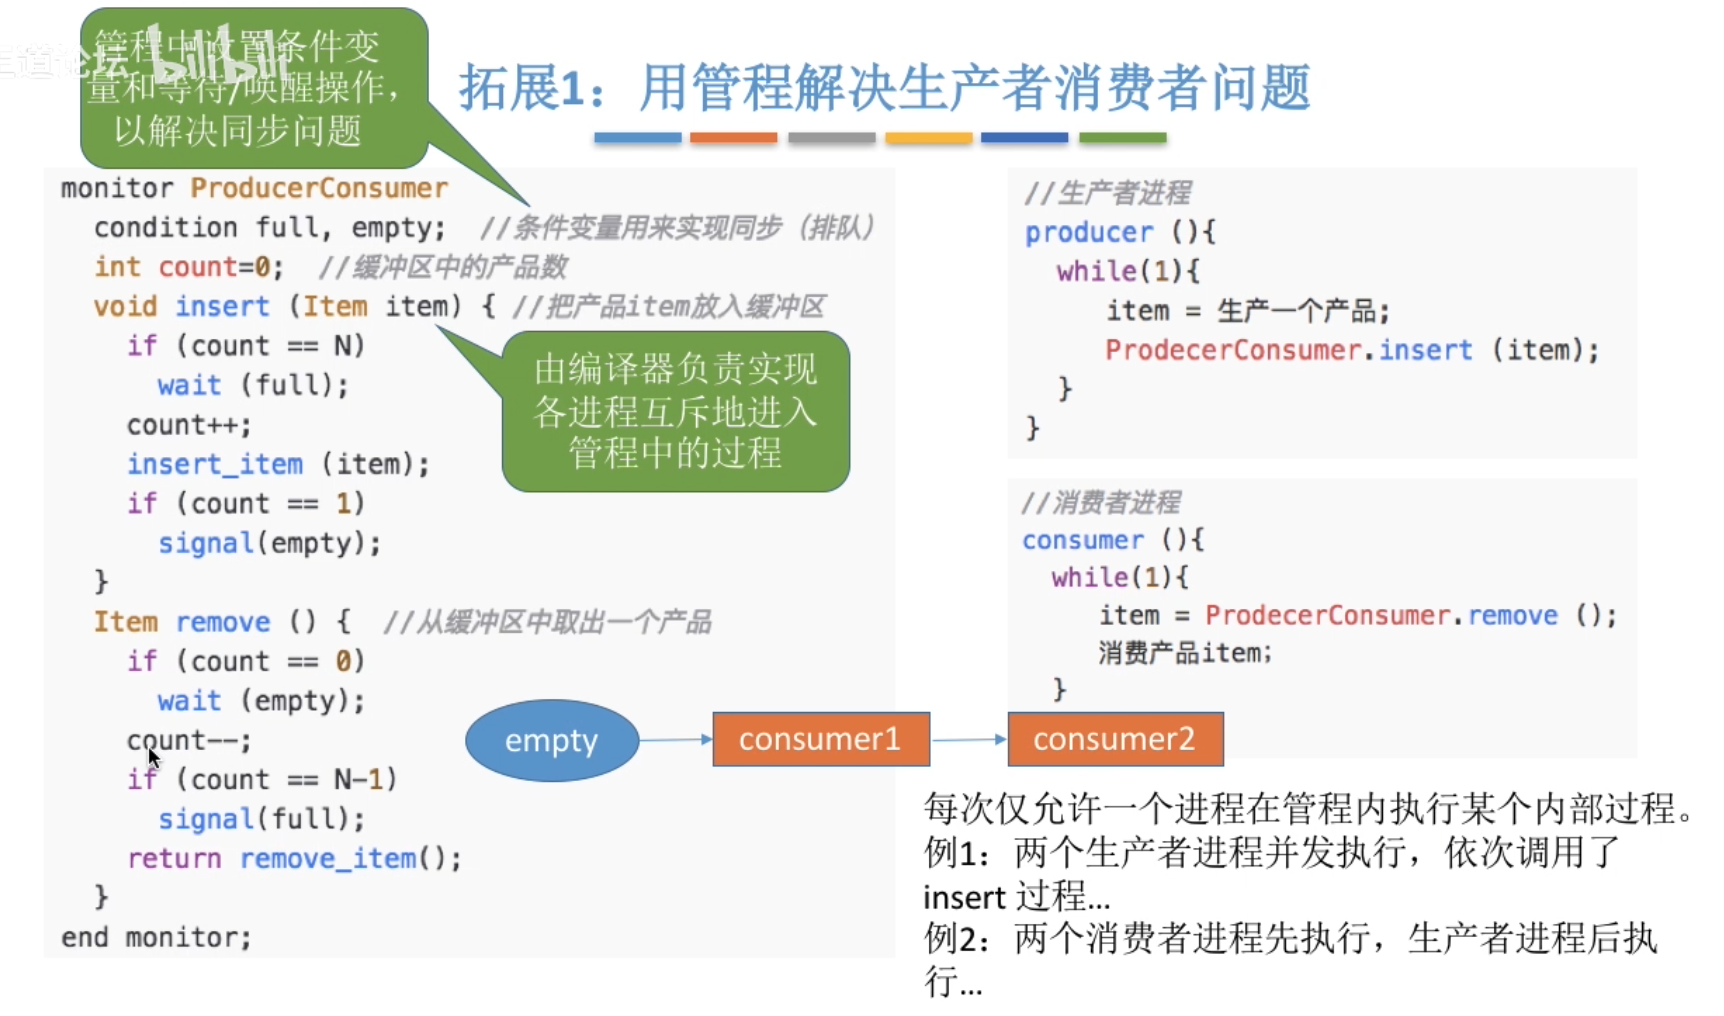 王道论坛 bilibili
管程中设置条件变
量和等待/唤醒操作，
以解决同步问题
拓展1：用管程解决生产者消费者问题
monitor ProducerConsumer
condition full, empty; //条件变量用来实现同步（排队）
int count=0; //缓冲区中的产品数
void insert (Item item) { //把产品item放入缓冲区
if (count == N)
wait (full);
count++;
insert_item (item);
if (count == 1)
signal(empty);
}
Item remove () { //从缓冲区中取出一个产品
if (count == 0)
wait (empty);
count--;
if (count == N-1)
signal(full);
return remove_item();
}
end monitor;
由编译器负责实现
各进程互斥地进入
管程中的过程
//生产者进程
producer (){
while(1){
item = 生产一个产品;
ProdecerConsumer.insert (item);
}
}
//消费者进程
consumer (){
while(1){
item = ProdecerConsumer.remove ();
消费产品item;
}
empty
consumer1
consumer2
每次仅允许一个进程在管程内执行某个内部过程。
例1：两个生产者进程并发执行，依次调用了
insert 过程…
例2：两个消费者进程先执行，生产者进程后执
行…